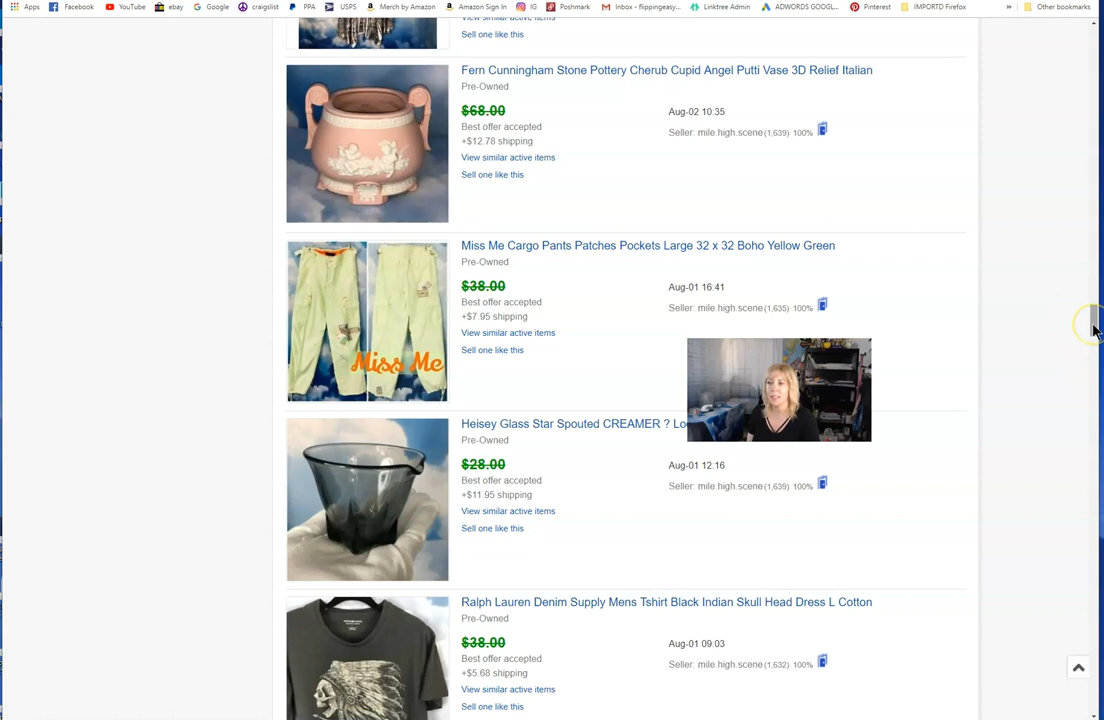 Apps Facebook YouTube ebay Google craigslist PPA USPS Merch by Amazon Amazon Sign In IG Poshmark Inbox - flippingeasy... Linktree Admin ADWORDS GOOGL... Pinterest IMPORTD Firefox » Other bookmarks
View similar active items
Sell one like this
Fern Cunningham Stone Pottery Cherub Cupid Angel Putti Vase 3D Relief Italian
Pre-Owned
$68.00 Aug-02 10:35
Best offer accepted
+$12.78 shipping Seller: mile.high.scene (1,639) 100%
View similar active items
Sell one like this
Miss Me Cargo Pants Patches Pockets Large 32 x 32 Boho Yellow Green
Pre-Owned
$38.00 Aug-01 16:41
Best offer accepted
+$7.95 shipping Seller: mile.high.scene (1,635) 100%
View similar active items
Sell one like this
Miss Me
Heisey Glass Star Spouted CREAMER ? Lo
Pre-Owned
$28.00 Aug-01 12:16
Best offer accepted
+$11.95 shipping Seller: mile.high.scene (1,639) 100%
View similar active items
Sell one like this
Ralph Lauren Denim Supply Mens Tshirt Black Indian Skull Head Dress L Cotton
Pre-Owned
$38.00 Aug-01 09:03
Best offer accepted
+$5.68 shipping Seller: mile.high.scene (1,632) 100%
View similar active items
Sell one like this